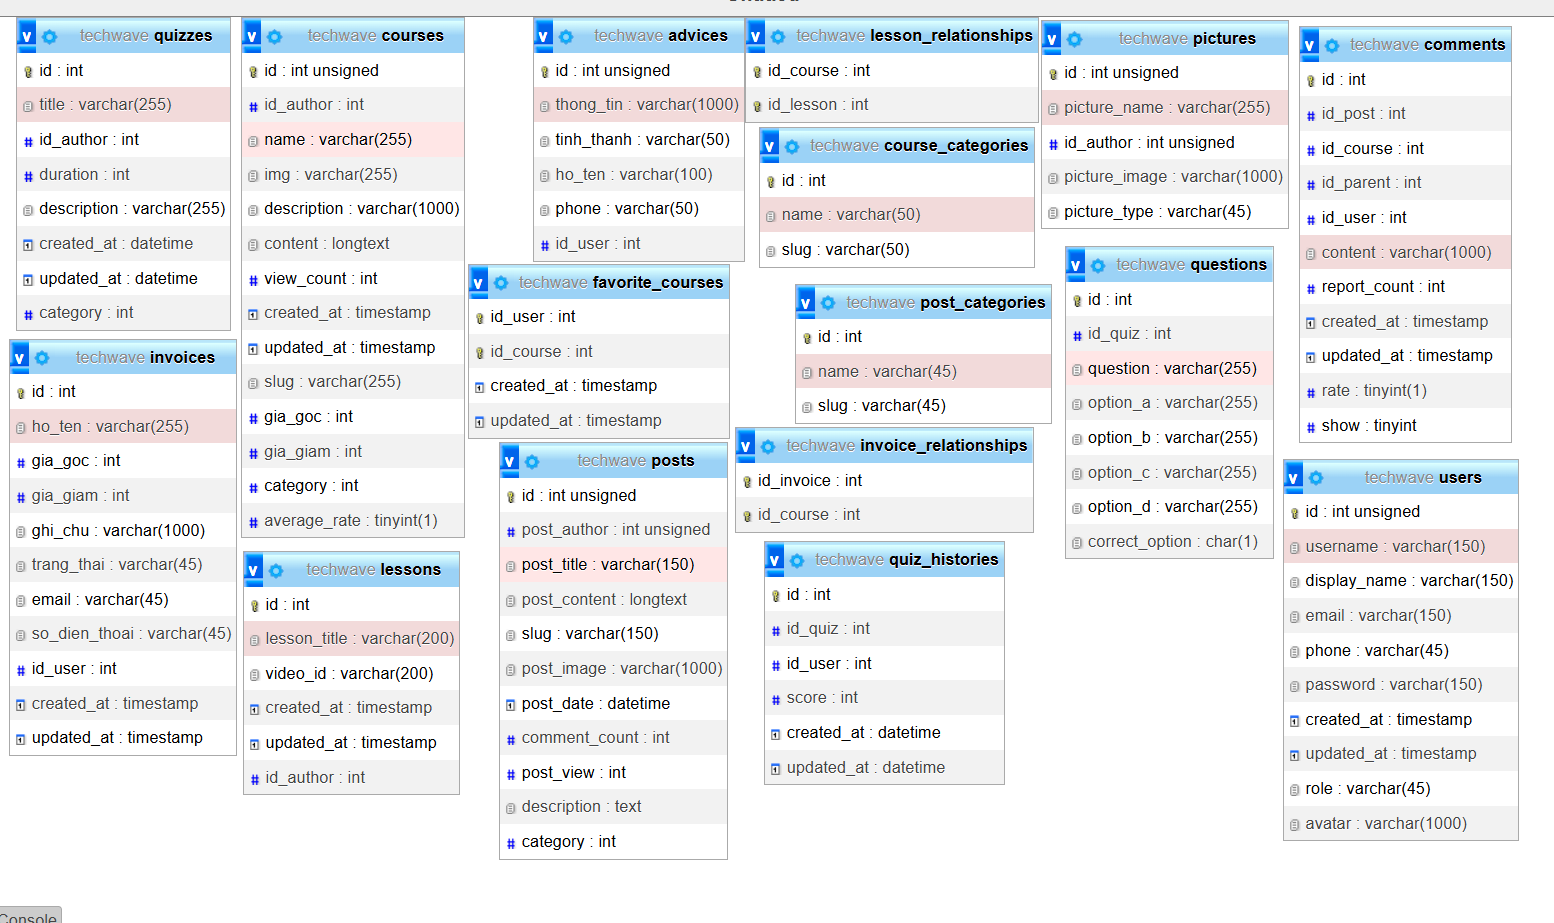 techwave quizzes
id : int
title : varchar(255)
id_author : int
duration : int
description : varchar(255)
created_at : datetime
updated_at : datetime
category : int
techwave invoices
id : int
ho_ten : varchar(255)
gia_goc : int
gia_giam : int
ghi_chu : varchar(1000)
trang_thai : varchar(45)
email : varchar(45)
so_dien_thoai : varchar(45)
id_user : int
created_at : timestamp
updated_at : timestamp
techwave courses
id : int unsigned
id_author : int
name : varchar(255)
img : varchar(255)
description : varchar(1000)
content : longtext
view_count : int
created_at : timestamp
updated_at : timestamp
slug : varchar(255)
gia_goc : int
gia_giam : int
category : int
average_rate : tinyint(1)
techwave lessons
id : int
lesson_title : varchar(200)
video_id : varchar(200)
created_at : timestamp
updated_at : timestamp
id_author : int
techwave advices
id : int unsigned
thong_tin : varchar(1000)
tinh_thanh : varchar(50)
ho_ten : varchar(100)
phone : varchar(50)
id_user : int
techwave favorite_courses
id_user : int
id_course : int
created_at : timestamp
updated_at : timestamp
techwave posts
id : int unsigned
post_author : int unsigned
post_title : varchar(150)
post_content : longtext
slug : varchar(150)
post_image : varchar(1000)
post_date : datetime
comment_count : int
post_view : int
description : text
category : int
techwave lesson_relationships
id_course : int
id_lesson : int
techwave course_categories
id : int
name : varchar(50)
slug : varchar(50)
techwave post_categories
id : int
name : varchar(45)
slug : varchar(45)
techwave invoice_relationships
id_invoice : int
id_course : int
techwave quiz_histories
id : int
id_quiz : int
id_user : int
score : int
created_at : datetime
updated_at : datetime
techwave pictures
id : int unsigned
picture_name : varchar(255)
id_author : int unsigned
picture_image : varchar(1000)
picture_type : varchar(45)
techwave questions
id : int
id_quiz : int
question : varchar(255)
option_a : varchar(255)
option_b : varchar(255)
option_c : varchar(255)
option_d : varchar(255)
correct_option : char(1)
techwave comments
id : int
id_post : int
id_course : int
id_parent : int
id_user : int
content : varchar(1000)
report_count : int
created_at : timestamp
updated_at : timestamp
rate : tinyint(1)
show : tinyint
techwave users
id : int unsigned
username : varchar(150)
display_name : varchar(150)
email : varchar(150)
phone : varchar(45)
password : varchar(150)
created_at : timestamp
updated_at : timestamp
role : varchar(45)
avatar : varchar(1000)
Console